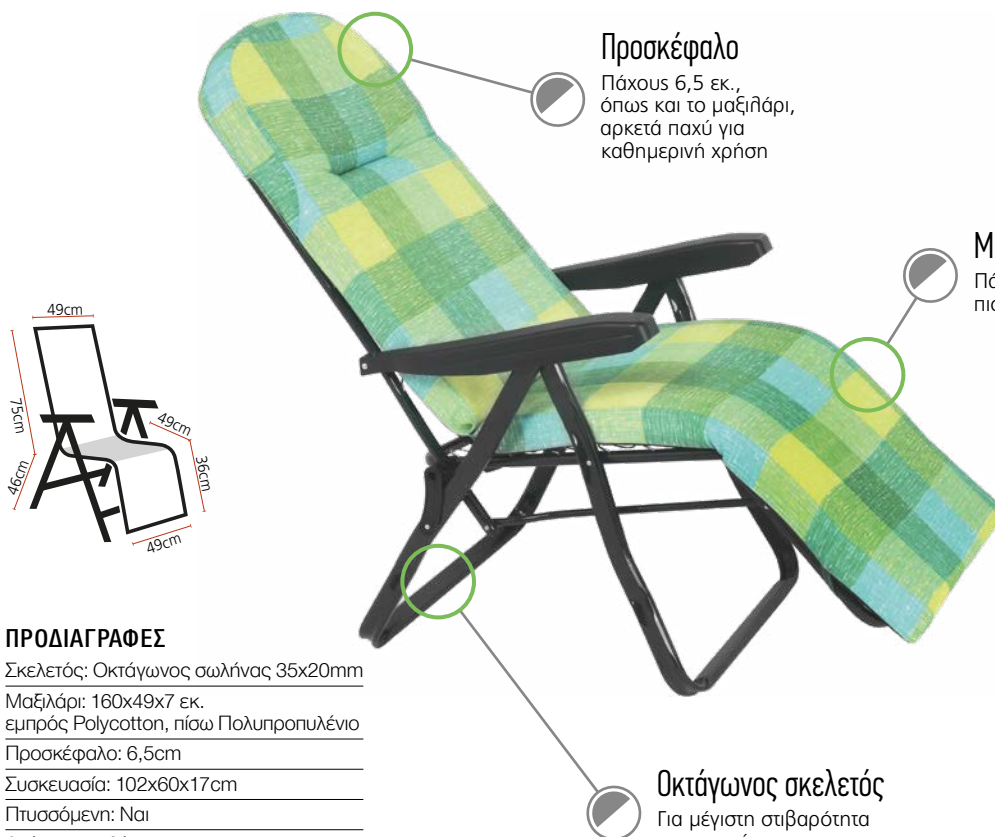 Προσκέφαλο
Πάχους 6,5 εκ.,
όπως και το μαξιλάρι,
αρκετά παχύ για
καθημερινή χρήση
49cm
75cm
46cm
49cm
36cm
49cm
ΠΡΟΔΙΑΓΡΑΦΕΣ
Σκελετός: Οκτάγωνος σωλήνας 35x20mm
Μαξιλάρι: 160x49x7 εκ.
εμπρός Polycotton, πίσω Πολυπροπυλένιο
Προσκέφαλο: 6,5cm
Συσκευασία: 102x60x17cm
Πτυσσόμενη: Ναι
Οκτάγωνος σκελετός
Για μέγιστη στιβαρότητα